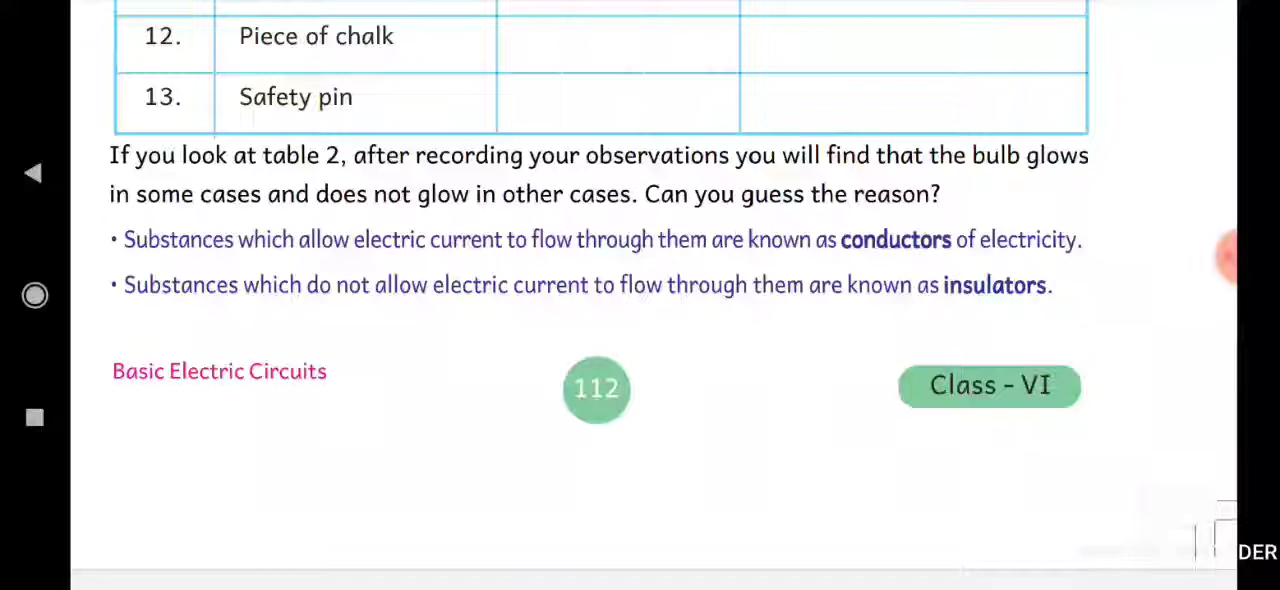 12. Piece of chalk
13. Safety pin
If you look at table 2, after recording your observations you will find that the bulb glows
in some cases and does not glow in other cases. Can you guess the reason?
• Substances which allow electric current to flow through them are known as conductors of electricity.
• Substances which do not allow electric current to flow through them are known as insulators.
Basic Electric Circuits
112
Class - VI
DER